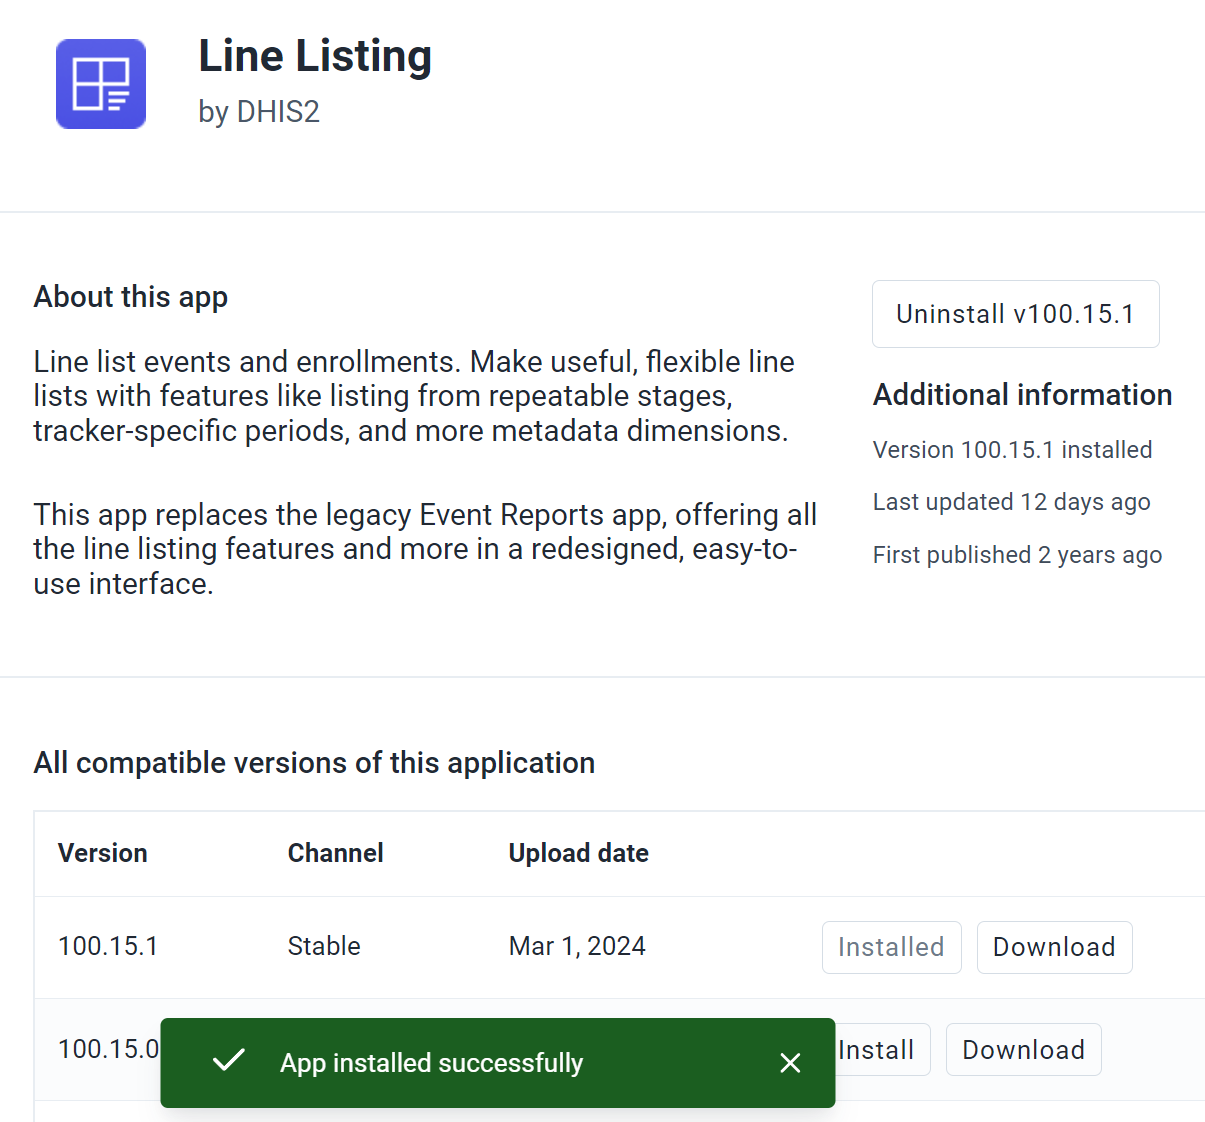 Line Listing
by DHIS2
About this app
Line list events and enrollments. Make useful, flexible line
lists with features like listing from repeatable stages,
tracker-specific periods, and more metadata dimensions.
This app replaces the legacy Event Reports app, offering all
the line listing features and more in a redesigned, easy-to-
use interface.
Uninstall v100.15.1
Additional information
Version 100.15.1 installed
Last updated 12 days ago
First published 2 years ago
All compatible versions of this application
Version Channel Upload date
100.15.1 Stable Mar 1, 2024 Installed Download
100.15.0 Install Download
App installed successfully